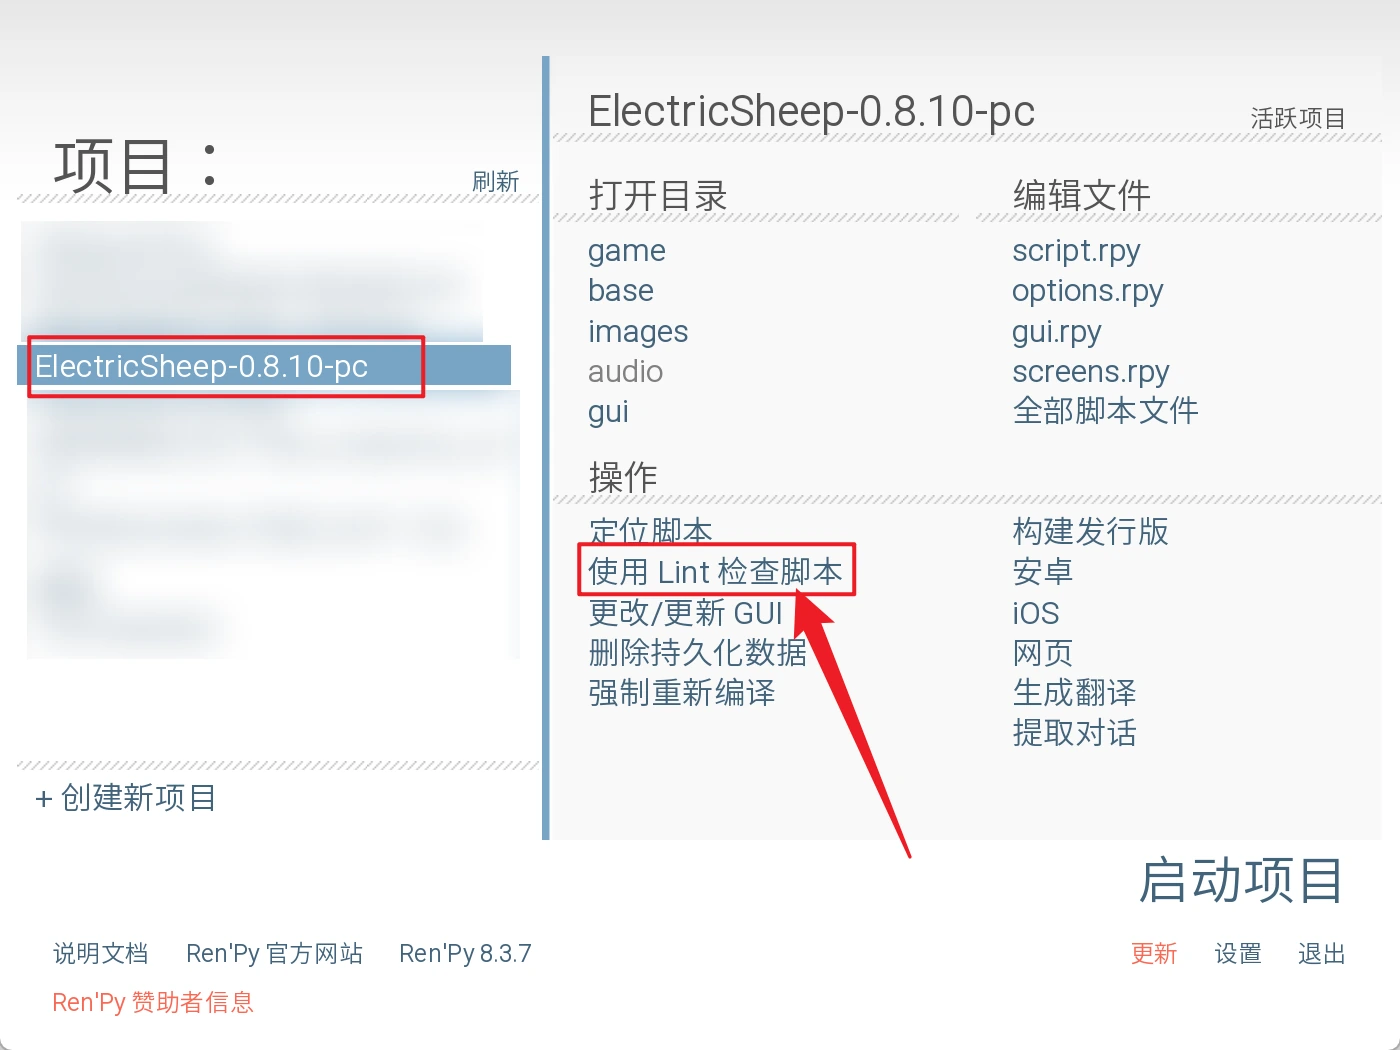 项目：
刷新
ElectricSheep-0.8.10-pc
+ 创建新项目
ElectricSheep-0.8.10-pc
活跃项目
打开目录
game
base
images
audio
gui
编辑文件
script.rpy
options.rpy
gui.rpy
screens.rpy
全部脚本文件
操作
定位脚本
使用 Lint 检查脚本
更改/更新 GUI
删除持久化数据
强制重新编译
构建发行版
安卓
iOS
网页
生成翻译
提取对话
启动项目
说明文档 Ren'Py 官方网站 Ren'Py 8.3.7
更新 设置 退出
Ren'Py 赞助者信息